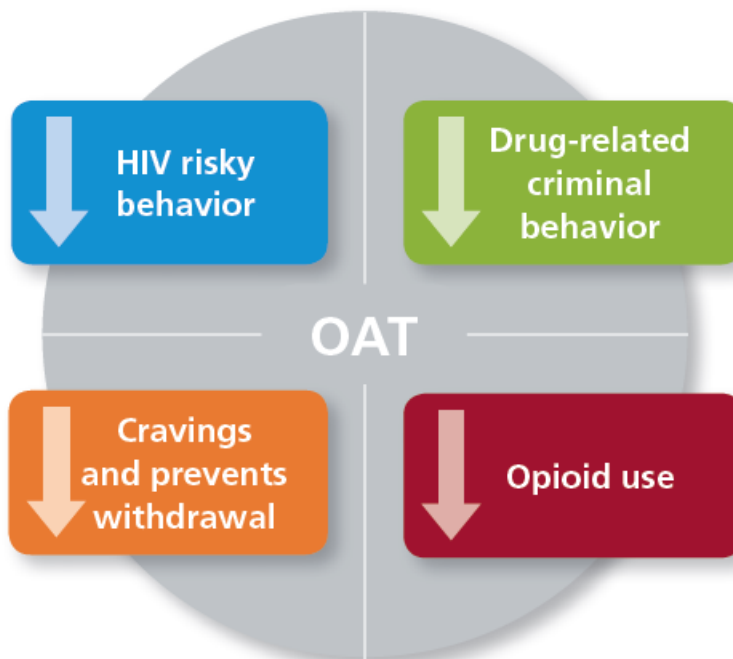 HIV risky
behavior
Drug-related
criminal
behavior
OAT
Cravings
and prevents
withdrawal
Opioid use